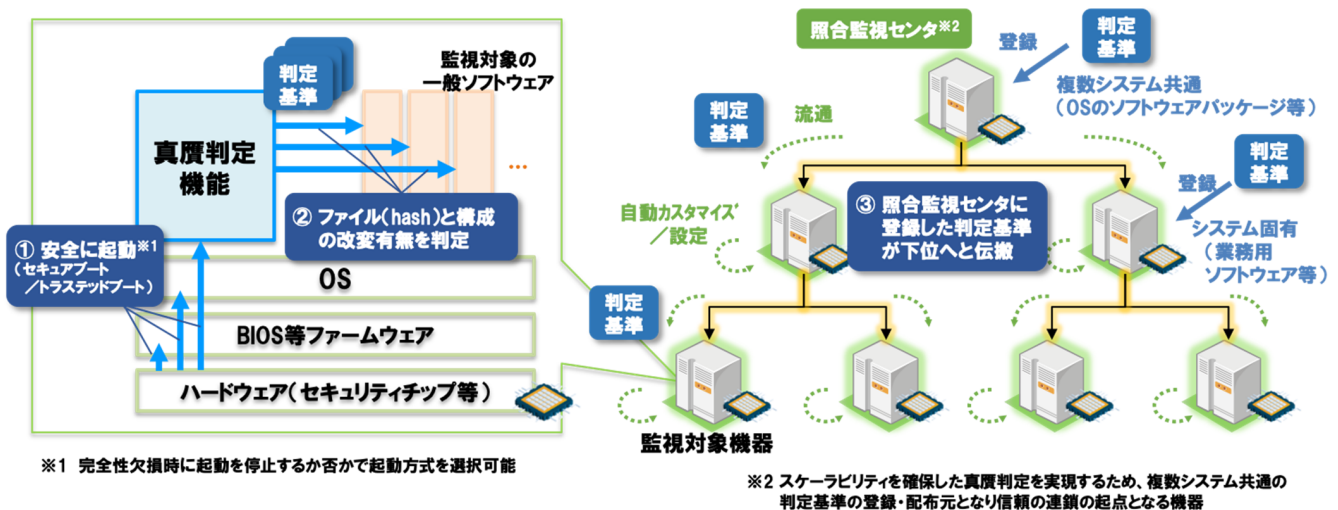 監視対象の
一般ソフトウェア
判定
基準
真贋判定
機能
…
② ファイル(hash)と構成
の改変有無を判定
① 安全に起動※1
(セキュアブート
/トラステッドブート)
OS
BIOS等ファームウェア
ハードウェア(セキュリティチップ等)
※1 完全性欠損時に起動を停止するか否かで起動方式を選択可能
照合監視センタ※2
登録
判定
基準
複数システム共通
(OSのソフトウェアパッケージ等)
判定
基準
流通
判定
基準
登録
自動カスタマイズ
/設定
③ 照合監視センタに
登録した判定基準
が下位へと伝搬
システム固有
(業務用
ソフトウェア等)
判定
基準
監視対象機器
※2 スケーラビリティを確保した真贋判定を実現するため、複数システム共通の
判定基準の登録・配布元となり信頼の連鎖の起点となる機器